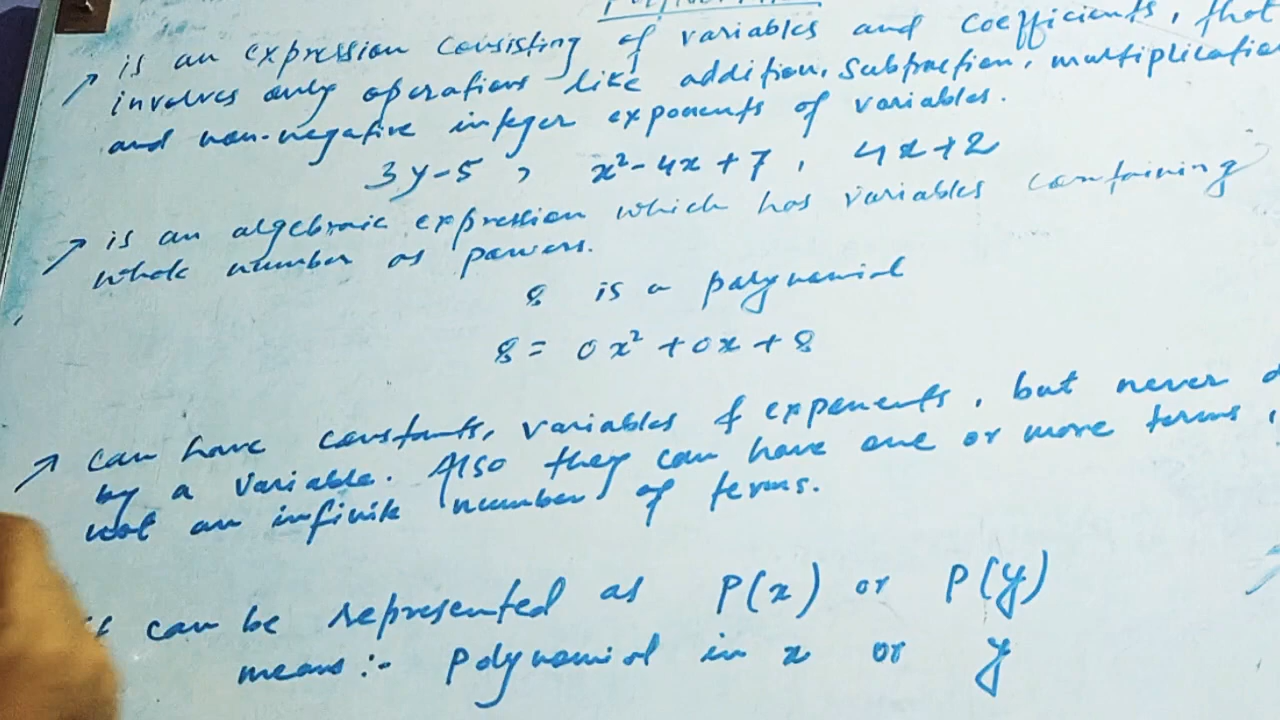 is an expression consisting of variables and coefficients, that
involves only operations like addition, subtraction, multiplication
and non-negative integer exponents of variables.
3y-5 , x²-4x+7 , 4x+2
is an algebraic expression which has variables containing
whole number as powers.
8 is a polynomial
8 = 0x² + 0x + 8
can have constants, variables & exponents, but never
by a variable. Also they can have one or more terms,
not an infinite number of terms.
can be represented as P(x) or P(y)
means:- polynomial in x or y